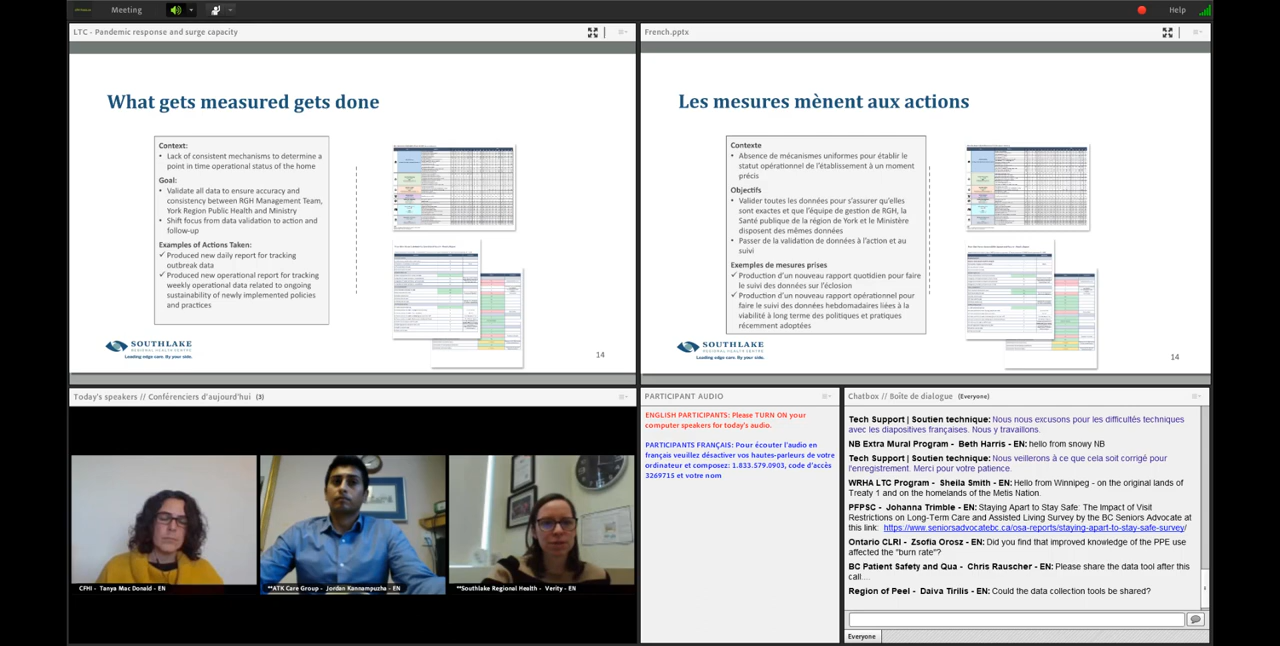 Meeting
Help
LTC - Pandemic response and surge capacity
What gets measured gets done
Context:
• Lack of consistent mechanisms to determine a
point in time operational status of the home
Goal:
• Validate all data to ensure accuracy and
consistency between RGH Management Team,
York Region Public Health and Ministry
• Shift focus from data validation to action and
follow-up
Examples of Actions Taken:
✓ Produced new daily report for tracking
outbreak data
✓ Produced new operational report for tracking
weekly operational data related to ongoing
sustainability of newly implemented policies
and practices
SOUTHLAKE
REGIONAL HEALTH CENTRE
Leading edge care. By your side.
14
French.pptx
Les mesures mènent aux actions
Contexte
• Absence de mécanismes uniformes pour établir le
statut opérationnel de l'établissement à un moment
précis
Objectifs
• Valider toutes les données pour s'assurer qu'elles
sont exactes et que l'équipe de gestion de RGH, la
Santé publique de la région de York et le Ministère
disposent des mêmes données
• Passer de la validation de données à l'action et au
suivi
Exemples de mesures prises
✓ Production d'un nouveau rapport quotidien pour faire
le suivi des données sur l'éclosion
✓ Production d'un nouveau rapport opérationnel pour
faire le suivi des données hebdomadaires liées à la
viabilité à long terme des politiques et pratiques
récemment adoptées
SOUTHLAKE
REGIONAL HEALTH CENTRE
Leading edge care. By your side.
14
Today's speakers // Conférenciers d'aujourd'hui (3)
CFHI - Tanya Mac Donald - EN
**ATK Care Group - Jordan Kannampuzha - EN
**Southlake Regional Health - Verity - EN
PARTICIPANT AUDIO
ENGLISH PARTICIPANTS: Please TURN ON your
computer speakers for today's audio.
PARTICIPANTS FRANÇAIS: Pour écouter l'audio en
français veuillez désactiver vos hautes-parleurs de votre
ordinateur et composez: 1.833.579.0903, code d'accès
3269715 et votre nom
Chatbox // Boîte de dialogue (Everyone)
Tech Support | Soutien technique: Nous nous excusons pour les difficultés techniques
avec les diapositives françaises. Nous y travaillons.
NB Extra Mural Program - Beth Harris - EN: hello from snowy NB
Tech Support | Soutien technique: Nous veillerons à ce que cela soit corrigé pour
l'enregistrement. Merci pour votre patience.
WRHA LTC Program - Sheila Smith - EN: Hello from Winnipeg - on the original lands of
Treaty 1 and on the homelands of the Metis Nation.
PFPSC - Johanna Trimble - EN: Staying Apart to Stay Safe: The Impact of Visit
Restrictions on Long-Term Care and Assisted Living Survey by the BC Seniors Advocate at
this link: https://www.seniorsadvocatebc.ca/osa-reports/staying-apart-to-stay-safe-survey/
Ontario CLRI - Zsofia Orosz - EN: Did you find that improved knowledge of the PPE use
affected the "burn rate"?
BC Patient Safety and Qua - Chris Rauscher - EN: Please share the data tool after this
call....
Region of Peel - Daiva Tirilis - EN: Could the data collection tools be shared?
Everyone